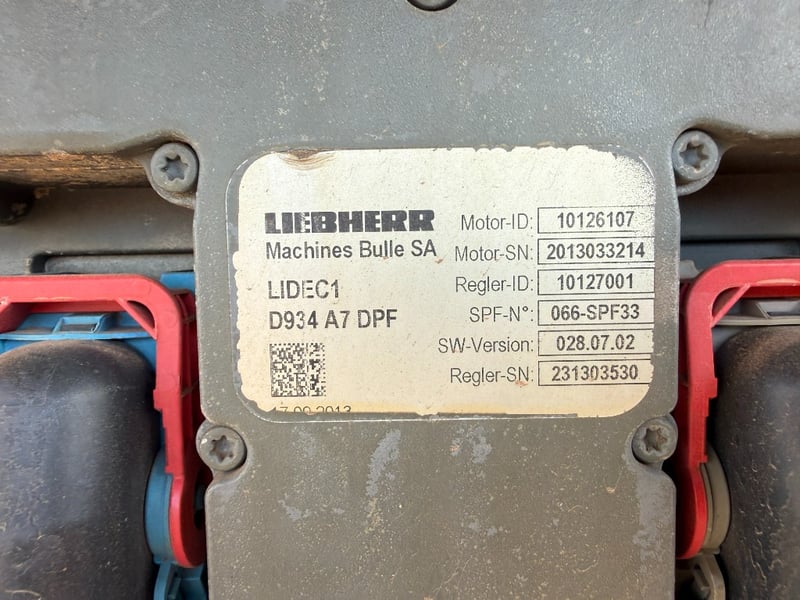 LIEBHERR
Machines Bulle SA
LIDEC1
D934 A7 DPF
Motor-ID: 10126107
Motor-SN: 2013033214
Regler-ID: 10127001
SPF-N°: 066-SPF33
SW-Version: 028.07.02
Regler-SN: 231303530